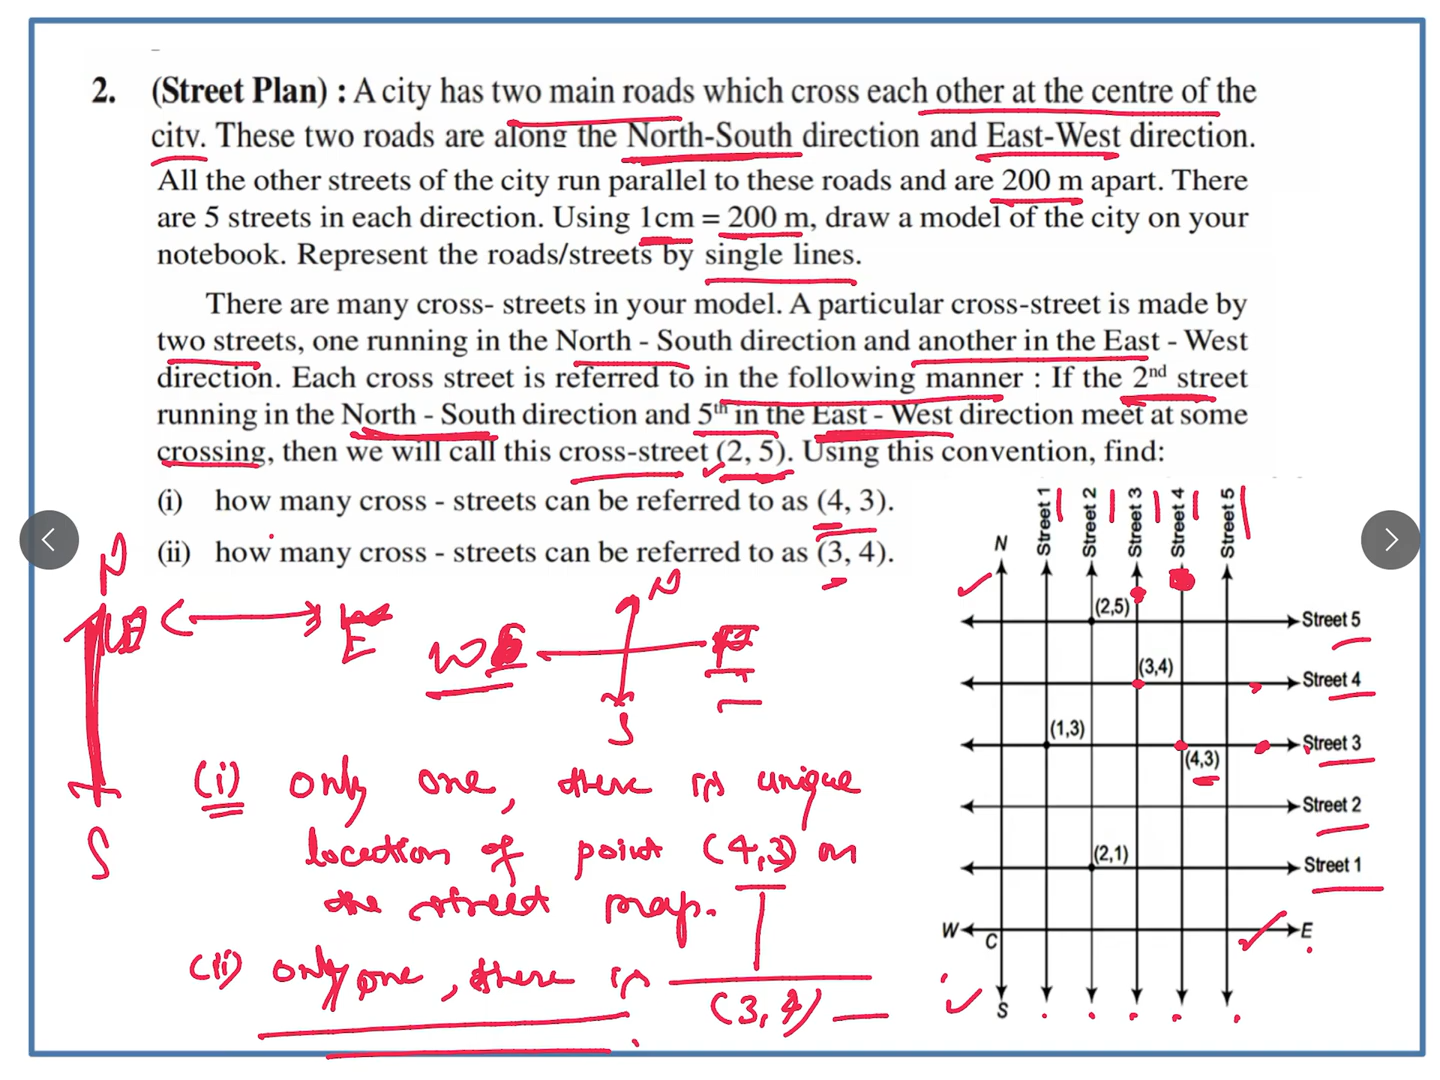 2. (Street Plan) : A city has two main roads which cross each other at the centre of the
city. These two roads are along the North-South direction and East-West direction.
All the other streets of the city run parallel to these roads and are 200 m apart. There
are 5 streets in each direction. Using 1cm = 200 m, draw a model of the city on your
notebook. Represent the roads/streets by single lines.
There are many cross- streets in your model. A particular cross-street is made by
two streets, one running in the North - South direction and another in the East - West
direction. Each cross street is referred to in the following manner : If the 2nd street
running in the North - South direction and 5th in the East - West direction meet at some
crossing, then we will call this cross-street (2, 5). Using this convention, find:
(i) how many cross - streets can be referred to as (4, 3).
(ii) how many cross - streets can be referred to as (3, 4).
N
S
E
N
W
S
(i) only one, there is unique
location of point (4,3) on
the street map.
(ii) only one, there is
(3,4)
Street 1
Street 2
Street 3
Street 4
Street 5
N
(2,5)
Street 5
(3,4)
Street 4
(1,3)
Street 3
(4,3)
Street 2
(2,1)
Street 1
W
C
E
S